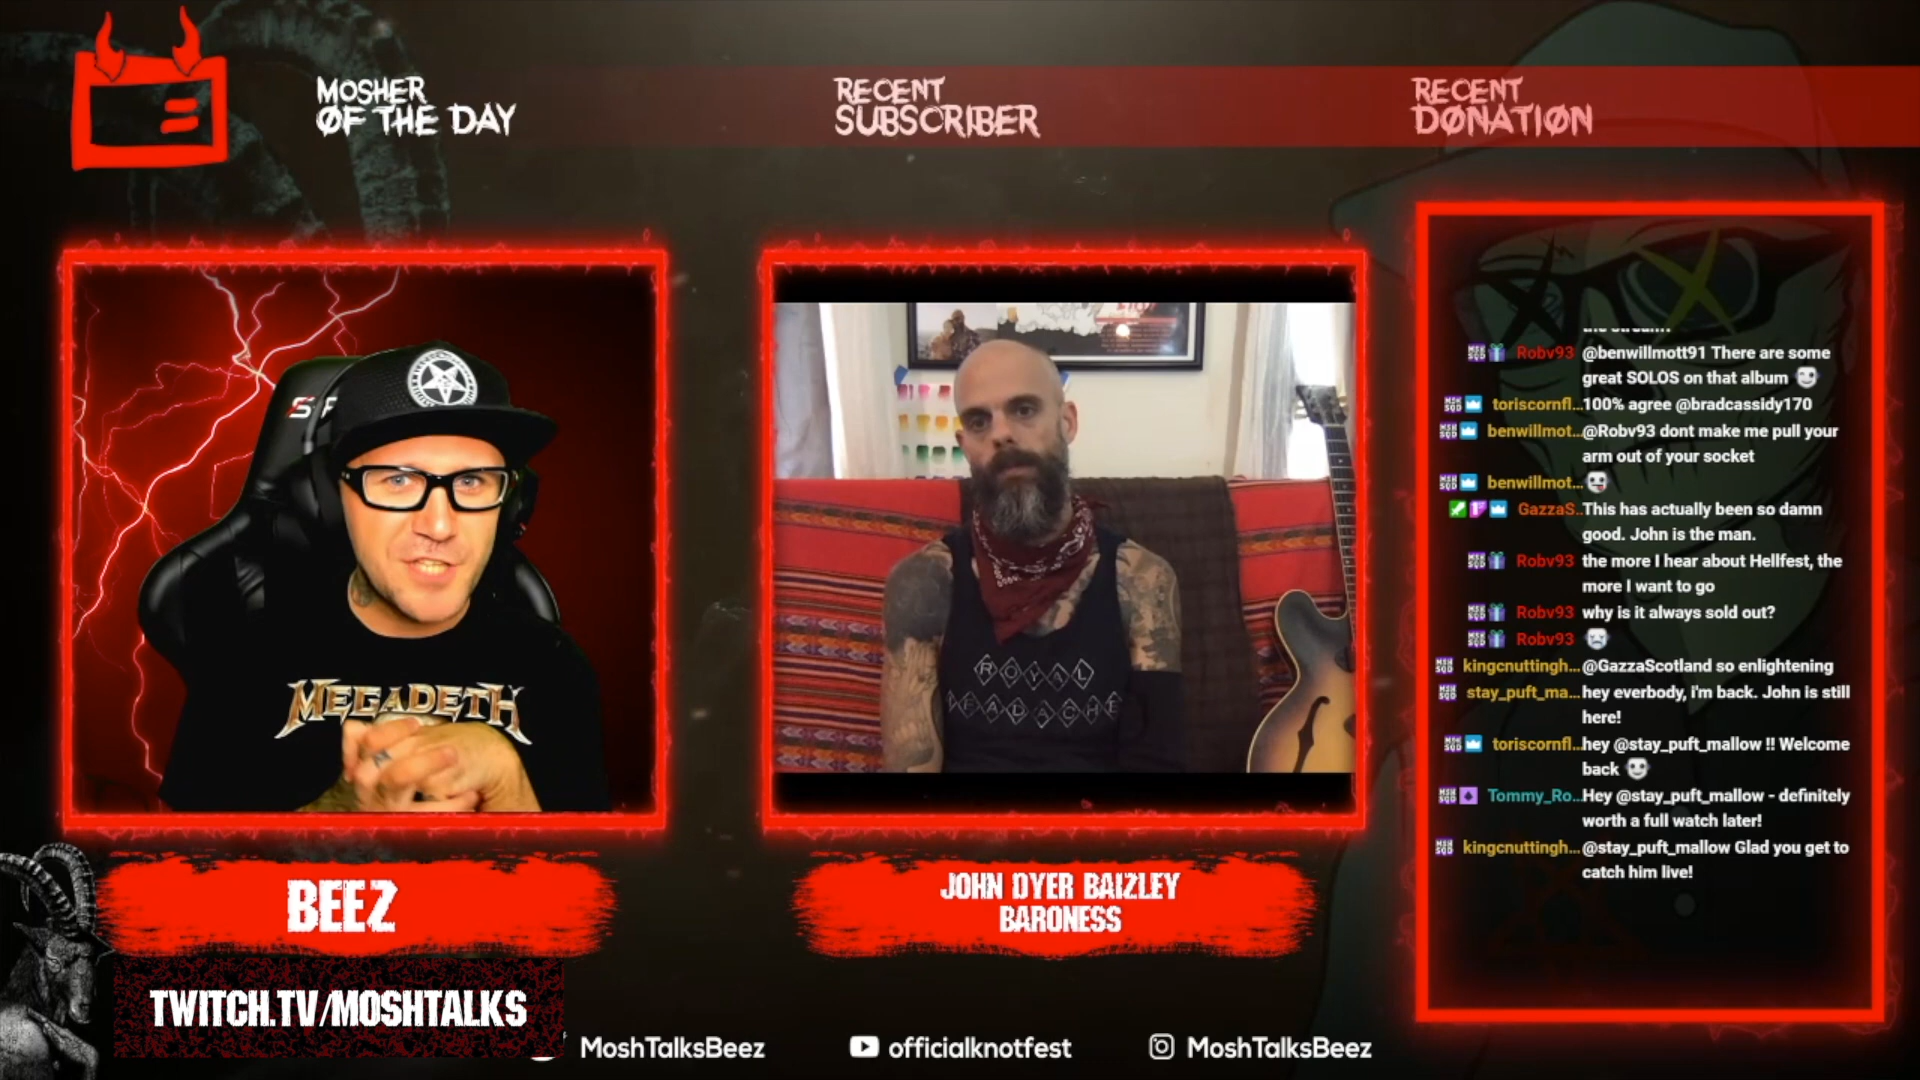 MOSHER
ØF THE DAY
RECENT
SUBSCRIBER
RECENT
DØNATIØN
MEGADETH
ROYAL
HEADACHE
Robv93 @benwillmott91 There are some
great SOLOS on that album
toriscornfl... 100% agree @bradcassidy170
benwillmot... @Robv93 dont make me pull your
arm out of your socket
benwillmot...
GazzaS.. This has actually been so damn
good. John is the man.
Robv93 the more I hear about Hellfest, the
more I want to go
Robv93 why is it always sold out?
Robv93
kingcnuttingh... @GazzaScotland so enlightening
stay_puft_ma... hey everbody, i'm back. John is still
here!
toriscornfl... hey @stay_puft_mallow !! Welcome
back
Tommy_Ro... Hey @stay_puft_mallow - definitely
worth a full watch later!
kingcnuttingh... @stay_puft_mallow Glad you get to
catch him live!
BEEZ
JOHN DYER BAIZLEY
BARONESS
TWITCH.TV/MOSHTALKS
MoshTalksBeez
officialknotfest
MoshTalksBeez